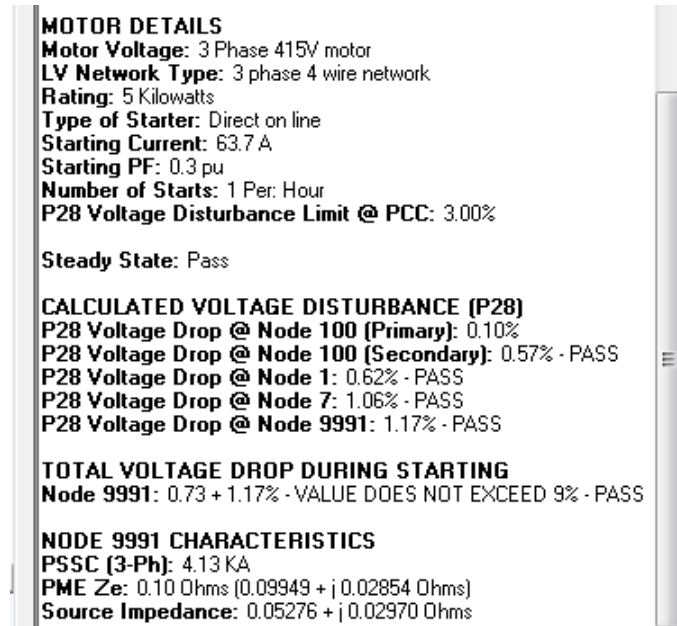 MOTOR DETAILS
Motor Voltage: 3 Phase 415V motor
LV Network Type: 3 phase 4 wire network
Rating: 5 Kilowatts
Type of Starter: Direct on line
Starting Current: 63.7 A
Starting PF: 0.3 pu
Number of Starts: 1 Per: Hour
P28 Voltage Disturbance Limit @ PCC: 3.00%
Steady State: Pass
CALCULATED VOLTAGE DISTURBANCE (P28)
P28 Voltage Drop @ Node 100 (Primary): 0.10%
P28 Voltage Drop @ Node 100 (Secondary): 0.57% - PASS
P28 Voltage Drop @ Node 1: 0.62% - PASS
P28 Voltage Drop @ Node 7: 1.06% - PASS
P28 Voltage Drop @ Node 9991: 1.17% - PASS
TOTAL VOLTAGE DROP DURING STARTING
Node 9991: 0.73 + 1.17% - VALUE DOES NOT EXCEED 9% - PASS
NODE 9991 CHARACTERISTICS
PSSC (3-Ph): 4.13 KA
PME Ze: 0.10 Ohms (0.09949 + j 0.02854 Ohms)
Source Impedance: 0.05276 + j 0.02970 Ohms